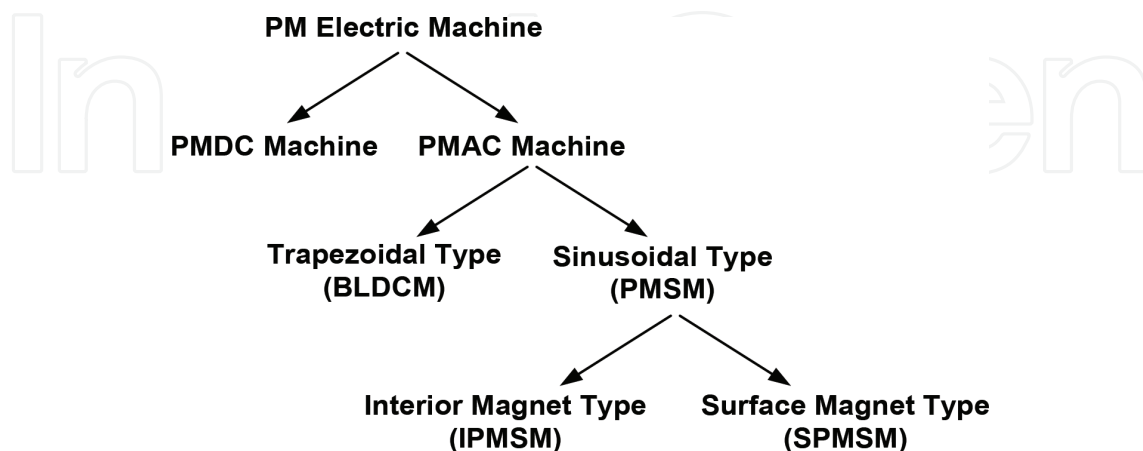 PM Electric Machine
PMDC Machine
PMAC Machine
Trapezoidal Type
(BLDCM)
Sinusoidal Type
(PMSM)
Interior Magnet Type
(IPMSM)
Surface Magnet Type
(SPMSM)